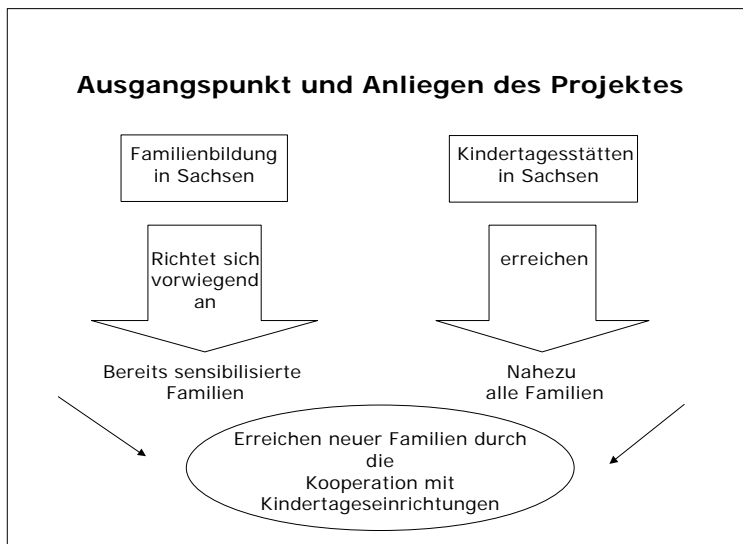 Ausgangspunkt und Anliegen des Projektes
Familienbildung
in Sachsen
Richtet sich
vorwiegend
an
Bereits sensibilisierte
Familien
Kindertagesstätten
in Sachsen
erreichen
Nahezu
alle Familien
Erreichen neuer Familien durch
die
Kooperation mit
Kindertageseinrichtungen